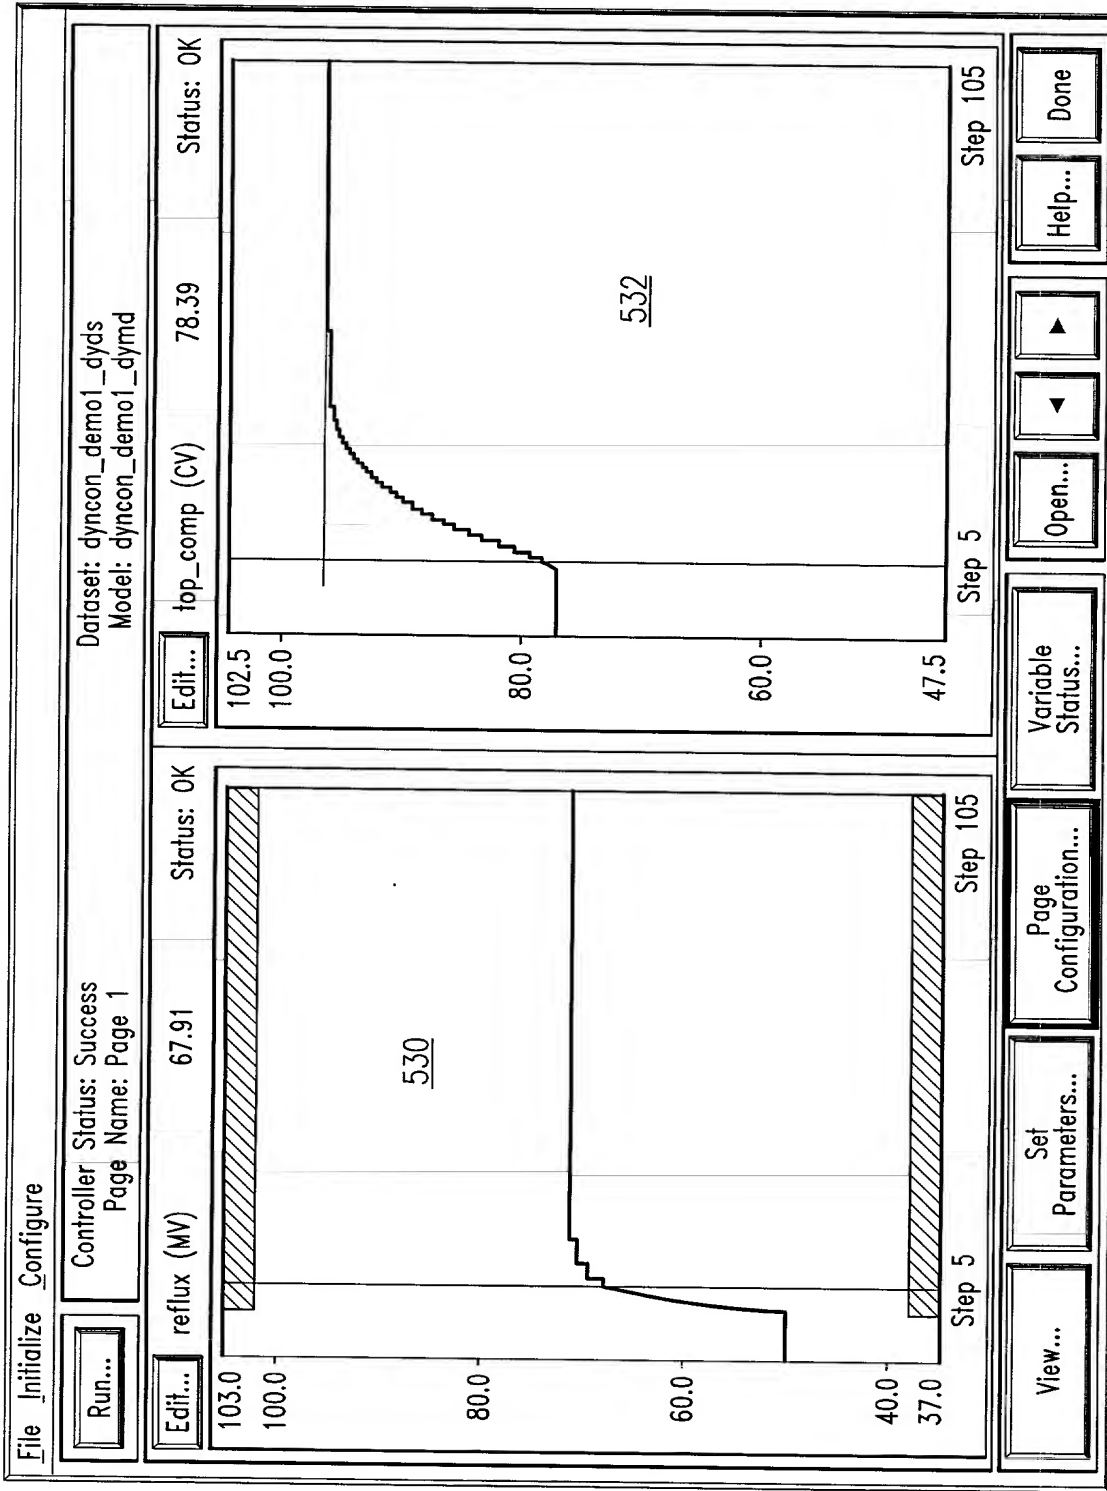 File Initialize Configure
Run...
Controller Status: Success
Page Name: Page 1
Dataset: dyncon_demo1_dyds
Model: dyncon_demo1_dymd
Edit...
reflux (MV)
67.91
Status: OK
103.0
100.0
80.0
60.0
40.0
37.0
530
Step 5
Step 105
Edit...
top_comp (CV)
78.39
Status: OK
102.5
100.0
80.0
60.0
47.5
532
Step 5
Step 105
View...
Set
Parameters...
Page
Configuration...
Variable
Status...
Open...
Help...
Done